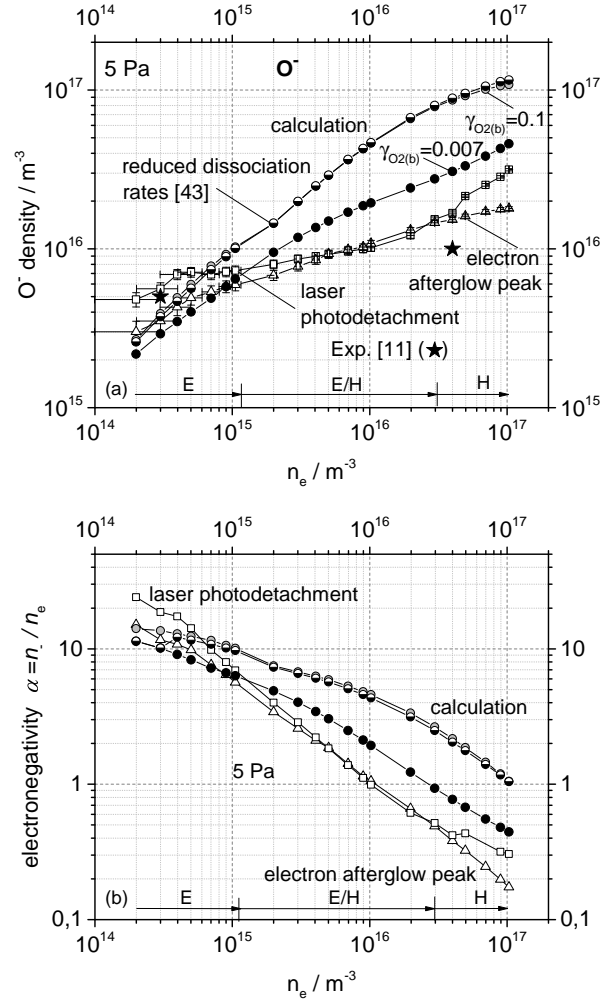 10^14 10^15 10^16 10^17
5 Pa O^-
10^17 10^17
calculation
γ_O2(b)=0.1
γ_O2(b)=0.007
reduced dissociation
rates [43]
O^- density / m^-3
10^16 10^16
electron
afterglow peak
laser
photodetachment
Exp. [11] (★)
(a) E E/H H
10^15 10^15
10^14 10^15 10^16 10^17
n_e / m^-3
10^14 10^15 10^16 10^17
laser photodetachment
10 10
calculation
electronegativity α=n_- / n_e
5 Pa
1 1
electron afterglow peak
(b) E E/H H
0,1 0,1
10^14 10^15 10^16 10^17
n_e / m^-3